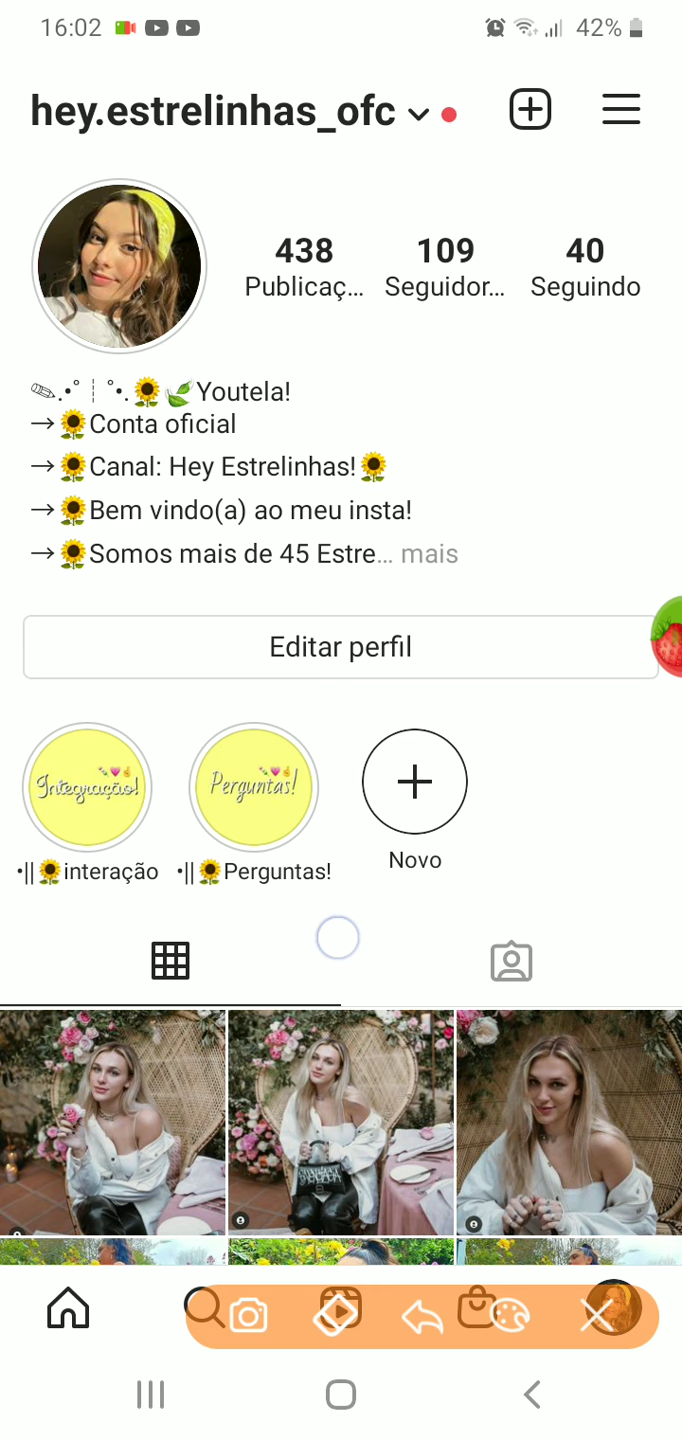 16:02
42%
hey.estrelinhas_ofc
438
109
40
Publicaç...
Seguidor...
Seguindo
✏.•˚ ┆ ˚•.🌻🍃Youtela!
→🌻Conta oficial
→🌻Canal: Hey Estrelinhas!🌻
→🌻Bem vindo(a) ao meu insta!
→🌻Somos mais de 45 Estre... mais
Editar perfil
Integração!
Perguntas!
•||🌻interação
•||🌻Perguntas!
Novo